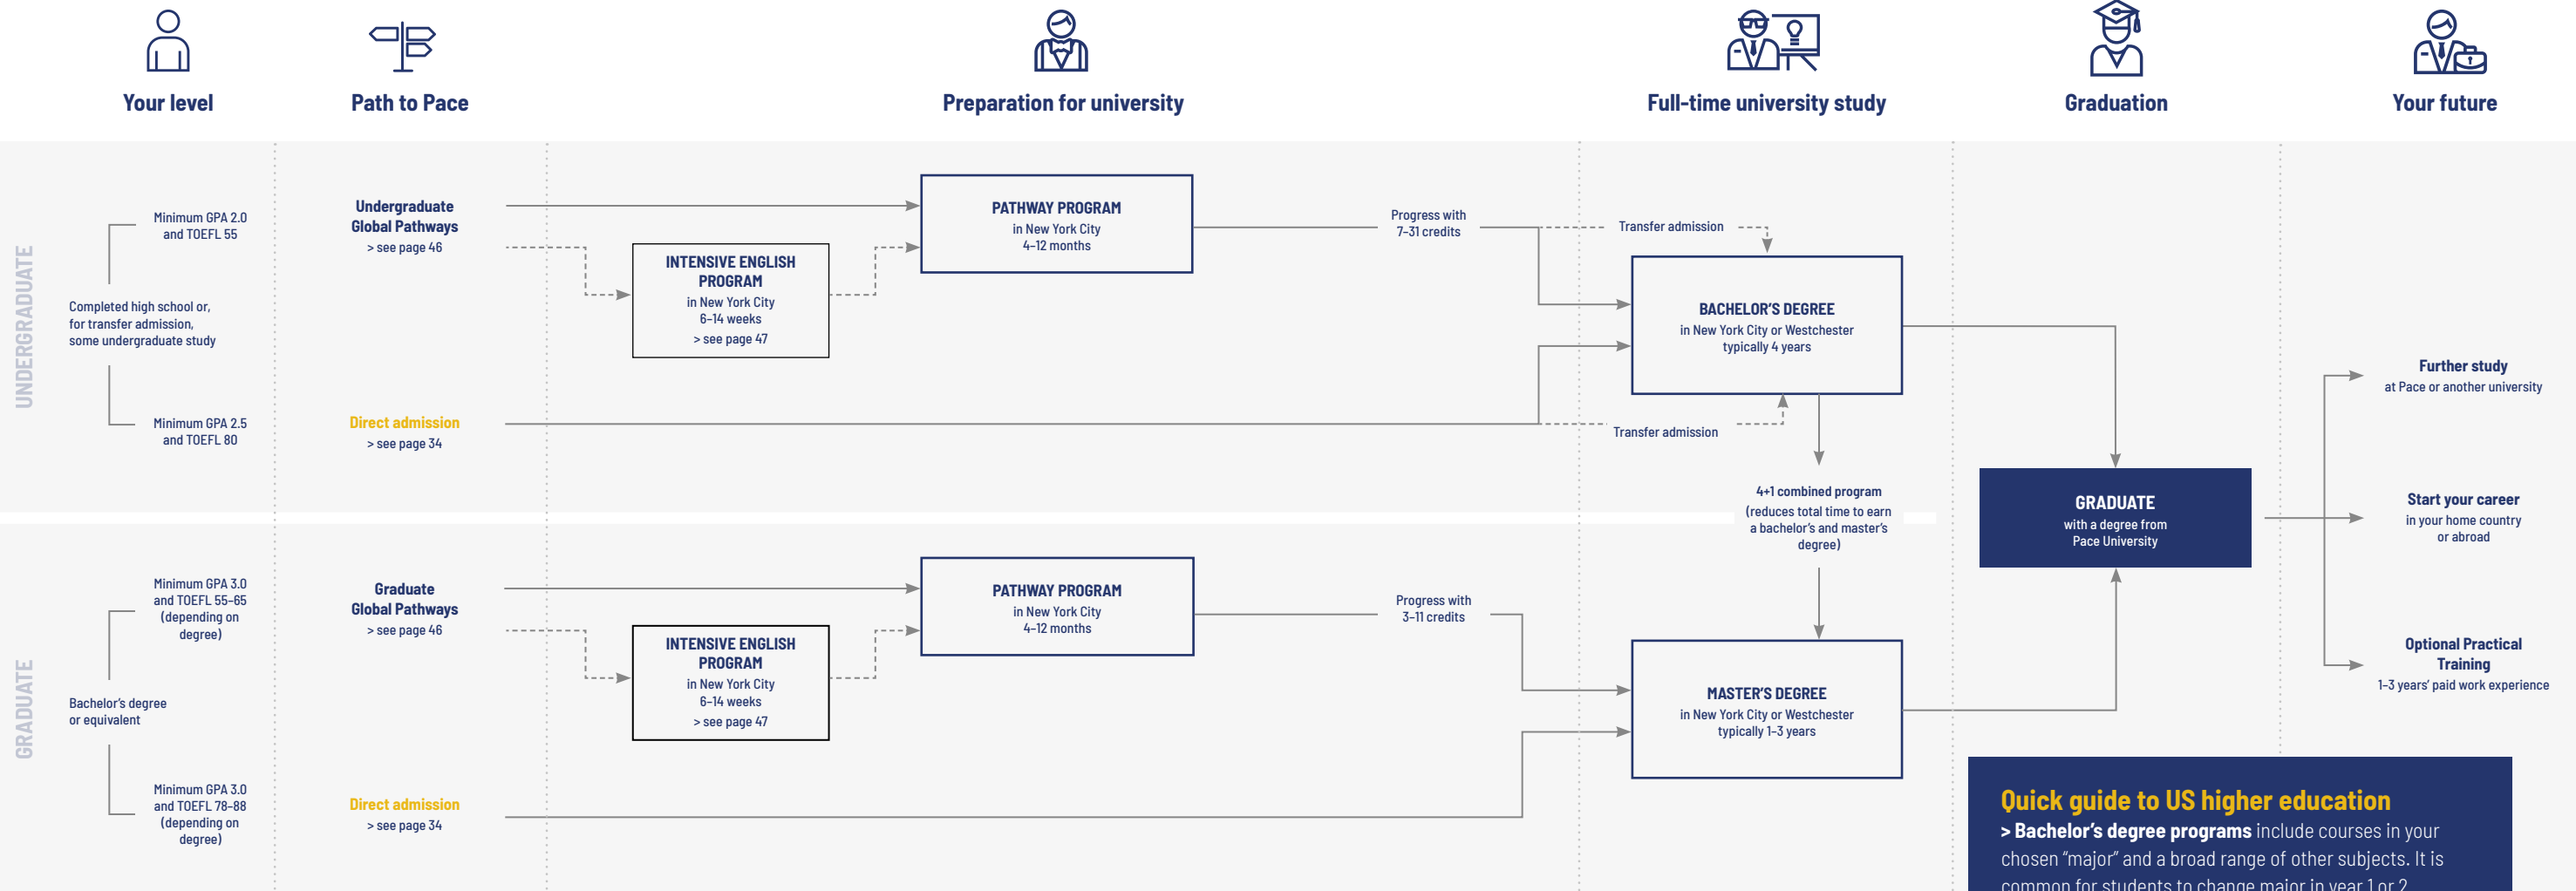 Your level
Path to Pace
Preparation for university
Full-time university study
Graduation
Your future
UNDERGRADUATE
Minimum GPA 2.0
and TOEFL 55
Completed high school or,
for transfer admission,
some undergraduate study
Minimum GPA 2.5
and TOEFL 80
Undergraduate
Global Pathways
> see page 46
Direct admission
> see page 34
INTENSIVE ENGLISH
PROGRAM
in New York City
6–14 weeks
> see page 47
PATHWAY PROGRAM
in New York City
4–12 months
Progress with
7–31 credits
Transfer admission
BACHELOR'S DEGREE
in New York City or Westchester
typically 4 years
Transfer admission
4+1 combined program
(reduces total time to earn
a bachelor's and master's
degree)
GRADUATE
Minimum GPA 3.0
and TOEFL 55–65
(depending on
degree)
Bachelor's degree
or equivalent
Minimum GPA 3.0
and TOEFL 78–88
(depending on
degree)
Graduate
Global Pathways
> see page 46
Direct admission
> see page 34
INTENSIVE ENGLISH
PROGRAM
in New York City
6–14 weeks
> see page 47
PATHWAY PROGRAM
in New York City
4–12 months
Progress with
3–11 credits
MASTER'S DEGREE
in New York City or Westchester
typically 1–3 years
GRADUATE
with a degree from
Pace University
Further study
at Pace or another university
Start your career
in your home country
or abroad
Optional Practical
Training
1–3 years' paid work experience
Quick guide to US higher education
> Bachelor's degree programs include courses in your
chosen "major" and a broad range of other subjects. It is
common for students to change major in year 1 or 2